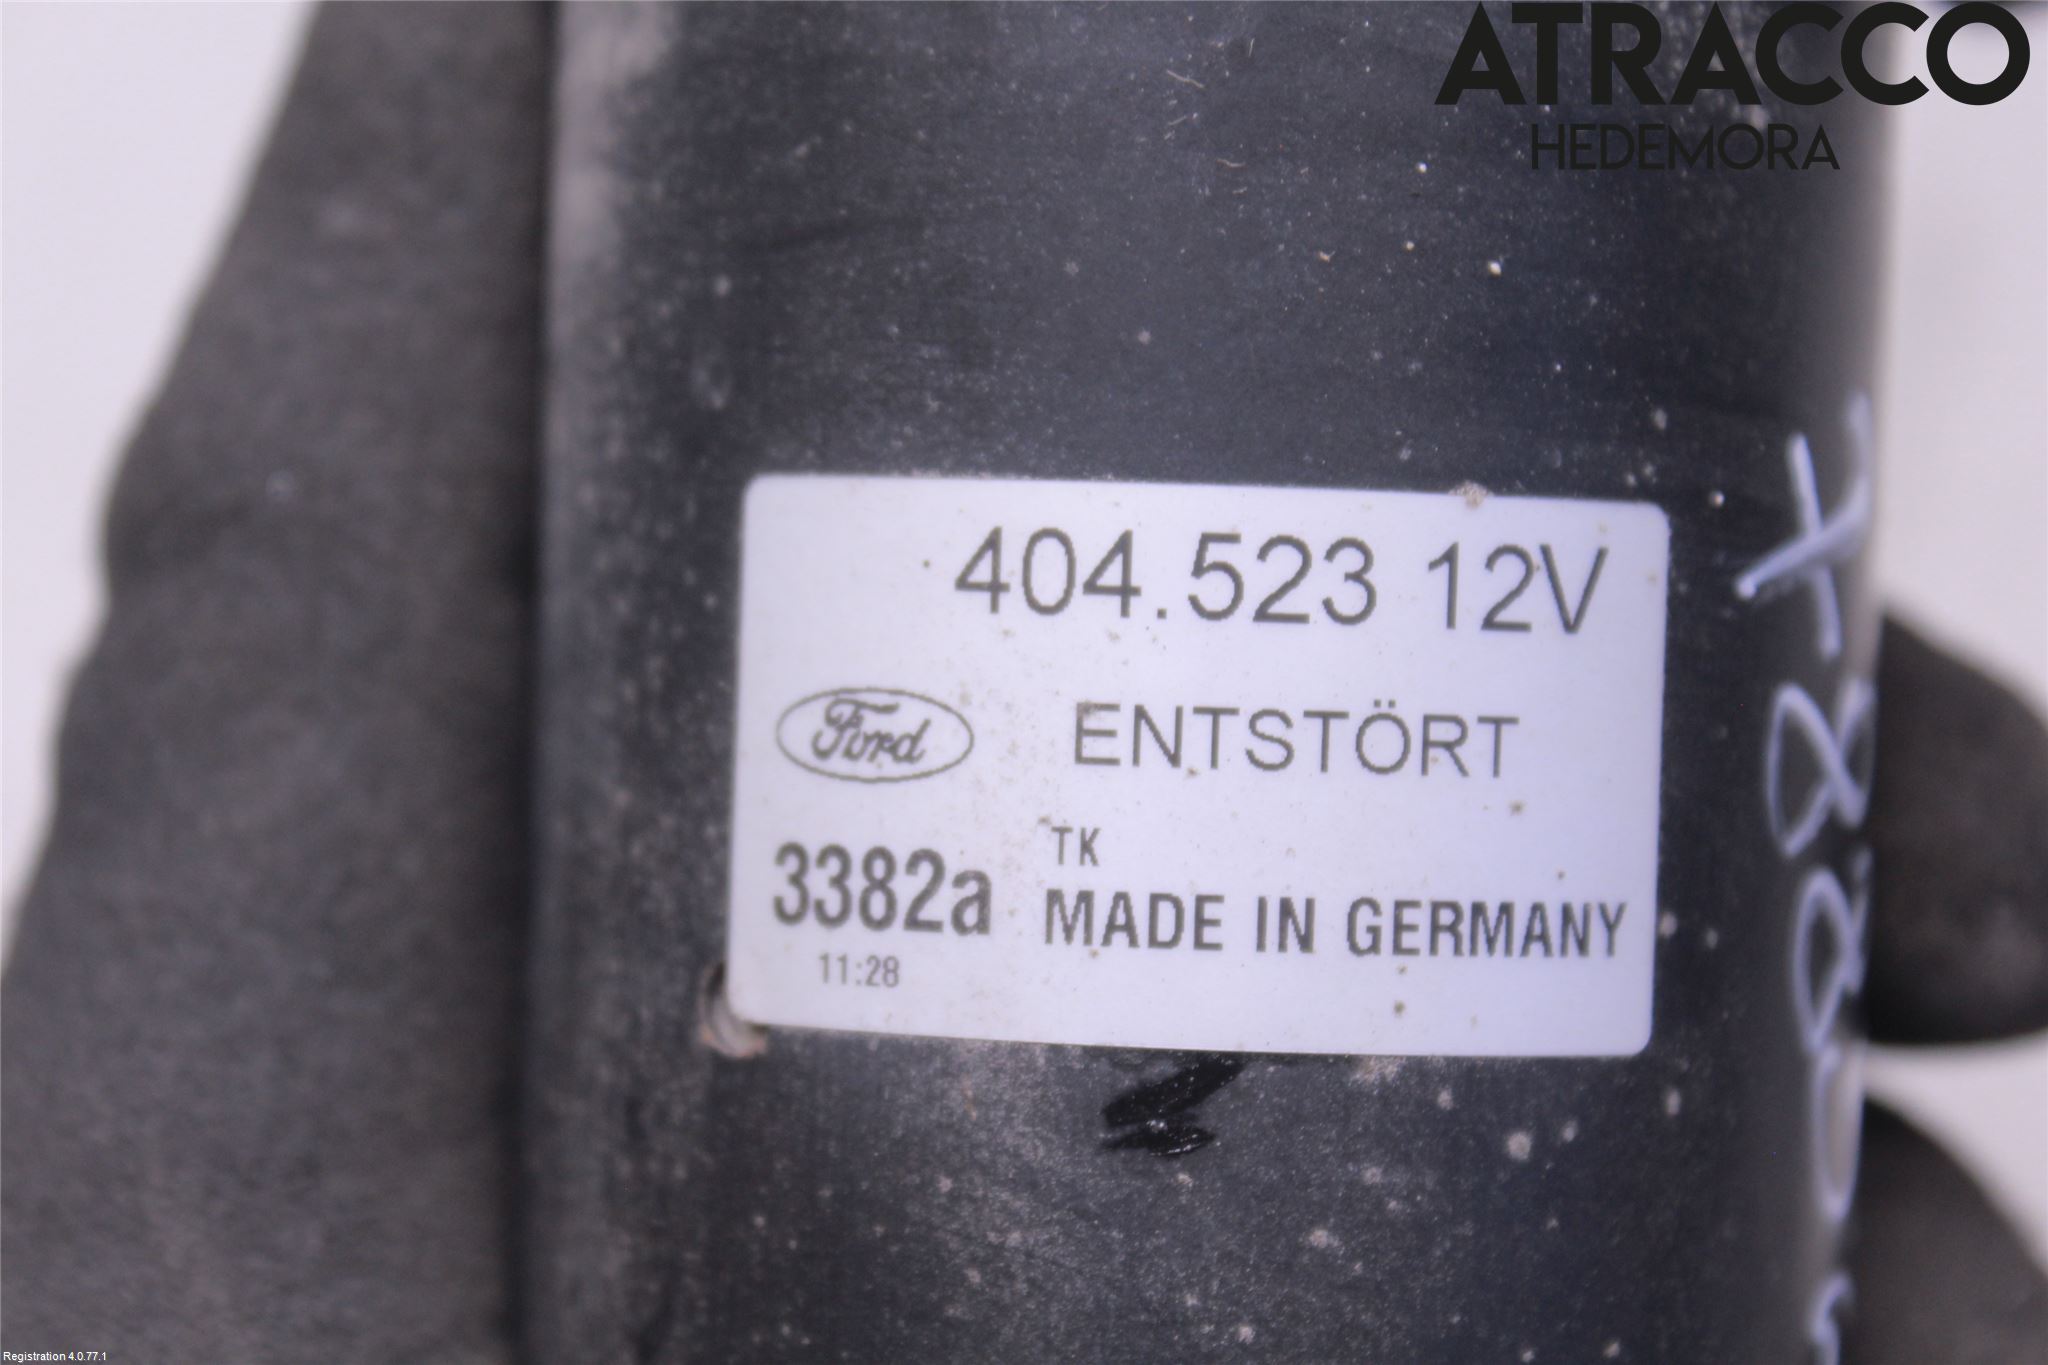 ATRACCO
HEDEMORA
404.523 12V
Ford ENTSTÖRT
TK
3382a MADE IN GERMANY
11:28
Registration 4.0.77.1